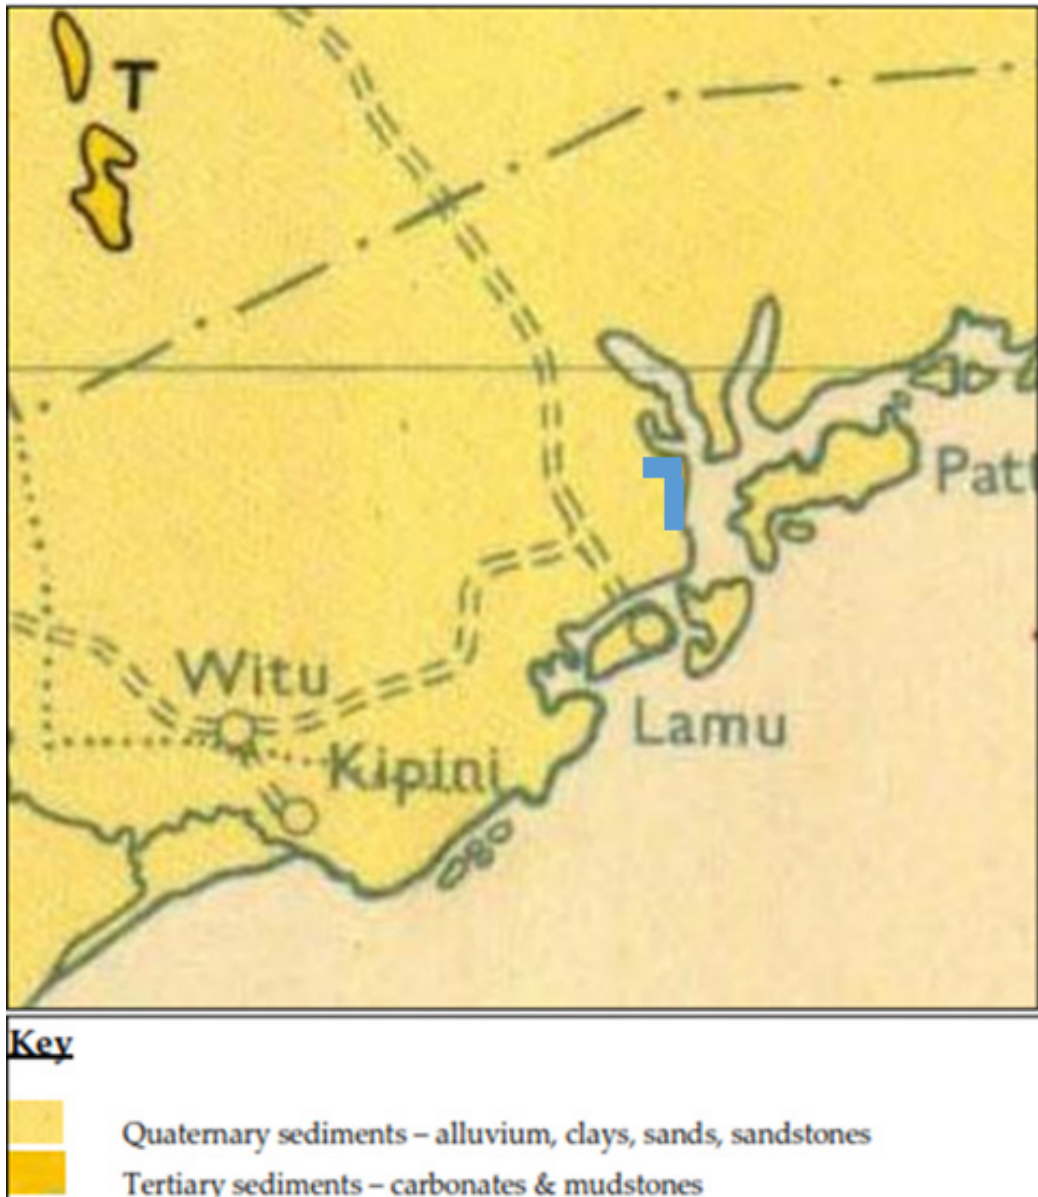 T
Patt
Witu
Lamu
Kipini
Key
Quaternary sediments – alluvium, clays, sands, sandstones
Tertiary sediments – carbonates & mudstones